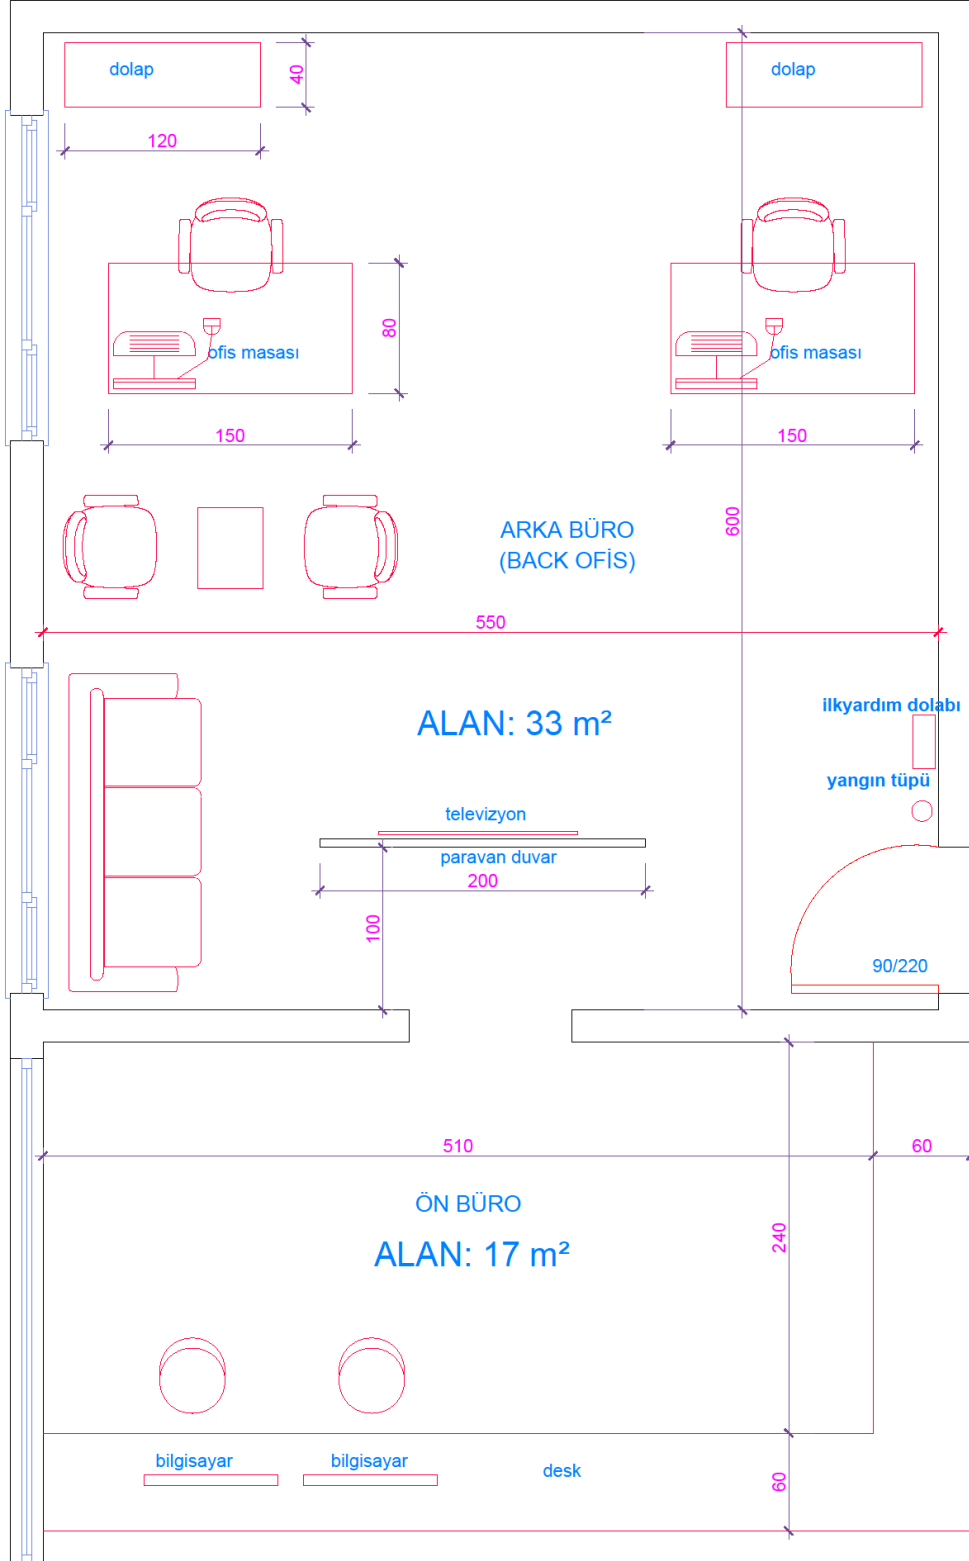 dolap
40
dolap
120
80
ofis masası
ofis masası
150
150
600
ARKA BÜRO
(BACK OFİS)
550
ilkyardım dolabı
ALAN: 33 m²
yangın tüpü
televizyon
paravan duvar
200
100
90/220
510
60
ÖN BÜRO
240
ALAN: 17 m²
bilgisayar
bilgisayar
desk
60